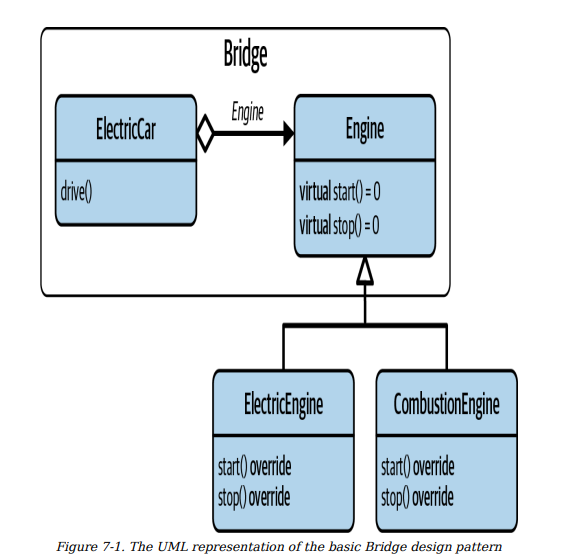 Bridge
ElectricCar
drive()
Engine
Engine
virtual start() = 0
virtual stop() = 0
ElectricEngine
start() override
stop() override
CombustionEngine
start() override
stop() override
Figure 7-1. The UML representation of the basic Bridge design pattern